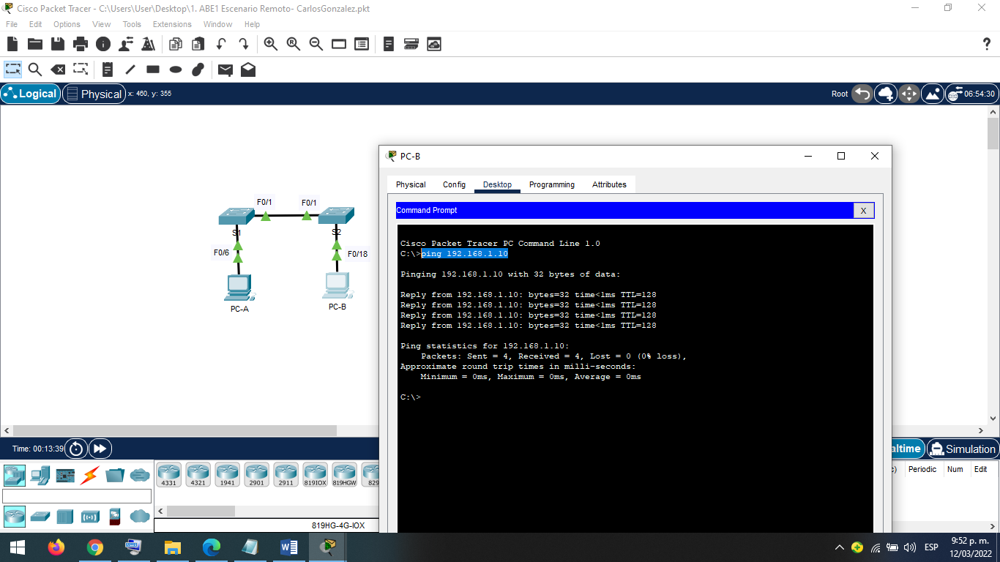 Cisco Packet Tracer - C:\Users\User\Desktop\1. ABE1 Escenario Remoto- CarlosGonzalez.pkt
File Edit Options View Tools Extensions Window Help
?
Logical Physical x: 460, y: 355 Root 06:54:30
F0/1 F0/1
S1 S2
F0/6 F0/18
PC-A PC-B
PC-B
Physical Config Desktop Programming Attributes
Command Prompt X
Cisco Packet Tracer PC Command Line 1.0
C:\>ping 192.168.1.10
Pinging 192.168.1.10 with 32 bytes of data:
Reply from 192.168.1.10: bytes=32 time<1ms TTL=128
Reply from 192.168.1.10: bytes=32 time<1ms TTL=128
Reply from 192.168.1.10: bytes=32 time<1ms TTL=128
Reply from 192.168.1.10: bytes=32 time<1ms TTL=128
Ping statistics for 192.168.1.10:
Packets: Sent = 4, Received = 4, Lost = 0 (0% loss),
Approximate round trip times in milli-seconds:
Minimum = 0ms, Maximum = 0ms, Average = 0ms
C:\>
Time: 00:13:39 altime Simulation
4331 4321 1941 2901 2911 819IOX 819HGW 829
c) Periodic Num Edit
819HG-4G-IOX
ESP 9:52 p. m.
12/03/2022